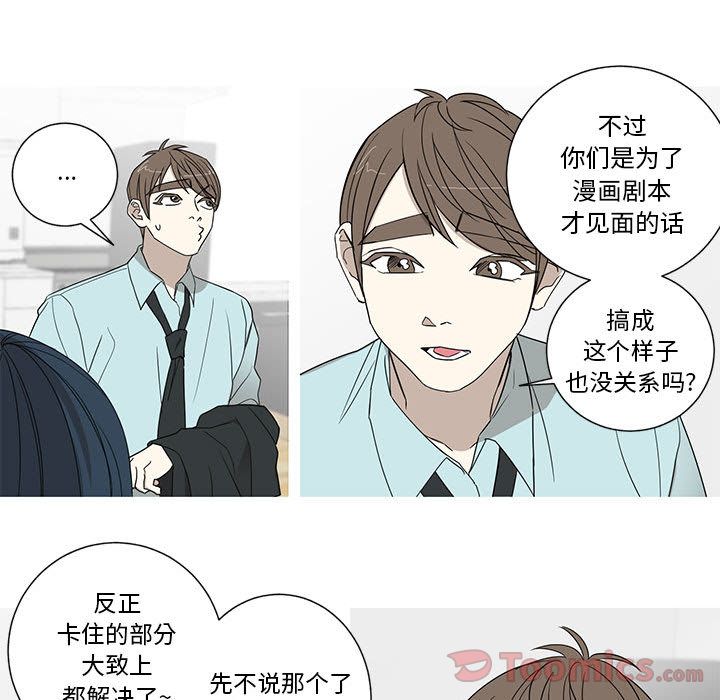 ...
不过
你们是为了
漫画剧本
才见面的话
搞成
这个样子
也没关系吗?
反正
卡住的部分
大致上
都解决了~
先不说那个了
Toomics.com